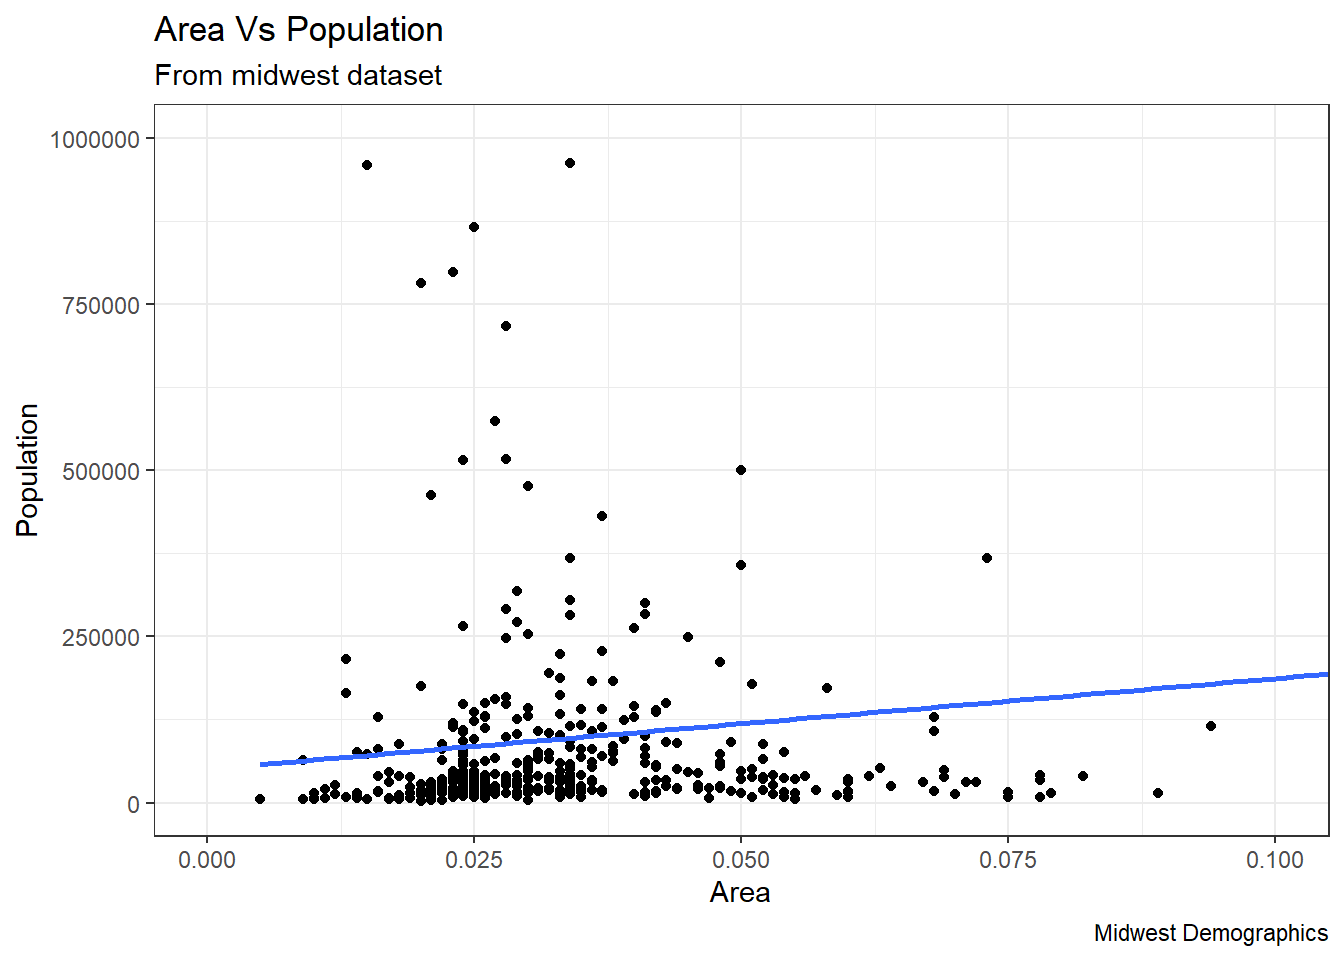 Area Vs Population
From midwest dataset
1000000
750000
500000
250000
0
Population
0.000 0.025 0.050 0.075 0.100
Area
Midwest Demographics